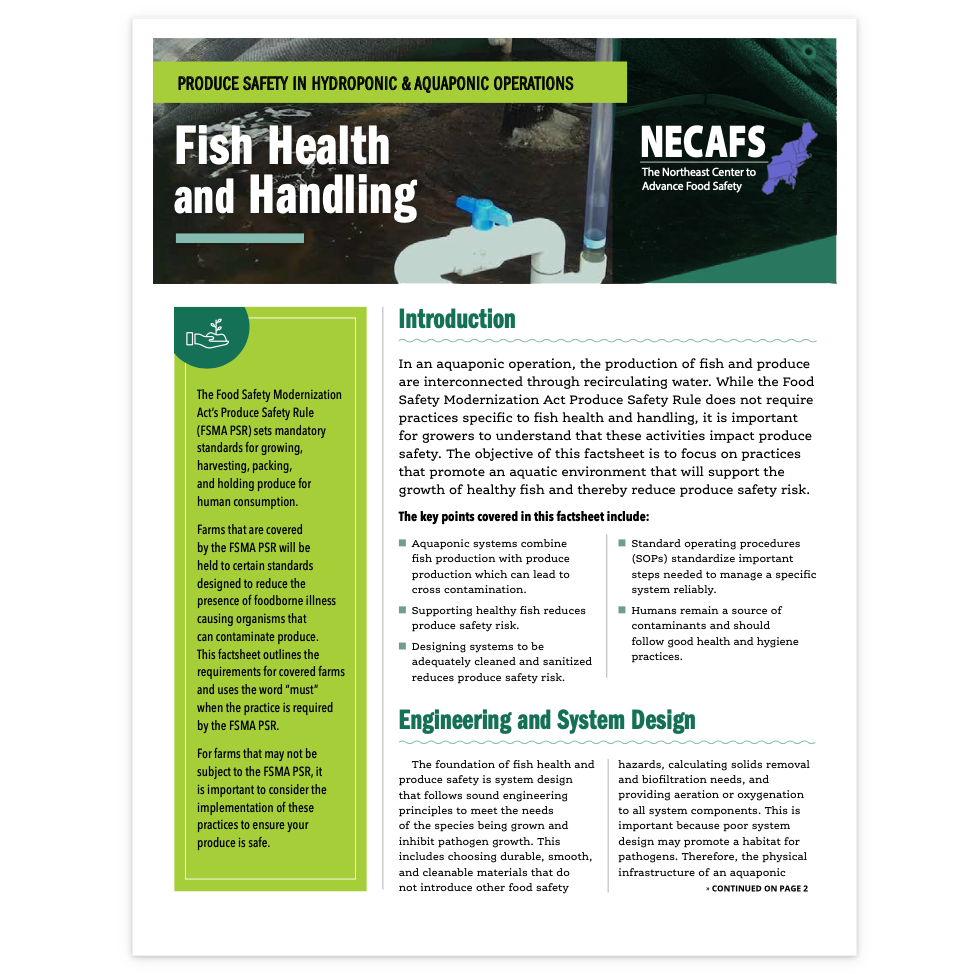 PRODUCE SAFETY IN HYDROPONIC & AQUAPONIC OPERATIONS
Fish Health
and Handling
NECAFS
The Northeast Center to
Advance Food Safety
The Food Safety Modernization
Act's Produce Safety Rule
(FSMA PSR) sets mandatory
standards for growing,
harvesting, packing,
and holding produce for
human consumption.
Farms that are covered
by the FSMA PSR will be
held to certain standards
designed to reduce the
presence of foodborne illness
causing organisms that
can contaminate produce.
This factsheet outlines the
requirements for covered farms
and uses the word "must"
when the practice is required
by the FSMA PSR.
For farms that may not be
subject to the FSMA PSR, it
is important to consider the
implementation of these
practices to ensure your
produce is safe.
Introduction
In an aquaponic operation, the production of fish and produce
are interconnected through recirculating water. While the Food
Safety Modernization Act Produce Safety Rule does not require
practices specific to fish health and handling, it is important
for growers to understand that these activities impact produce
safety. The objective of this factsheet is to focus on practices
that promote an aquatic environment that will support the
growth of healthy fish and thereby reduce produce safety risk.
The key points covered in this factsheet include:
Aquaponic systems combine
fish production with produce
production which can lead to
cross contamination.
Supporting healthy fish reduces
produce safety risk.
Designing systems to be
adequately cleaned and sanitized
reduces produce safety risk.
Standard operating procedures
(SOPs) standardize important
steps needed to manage a specific
system reliably.
Humans remain a source of
contaminants and should
follow good health and hygiene
practices.
Engineering and System Design
The foundation of fish health and
produce safety is system design
that follows sound engineering
principles to meet the needs
of the species being grown and
inhibit pathogen growth. This
includes choosing durable, smooth,
and cleanable materials that do
not introduce other food safety
hazards, calculating solids removal
and biofiltration needs, and
providing aeration or oxygenation
to all system components. This is
important because poor system
design may promote a habitat for
pathogens. Therefore, the physical
infrastructure of an aquaponic
» CONTINUED ON PAGE 2